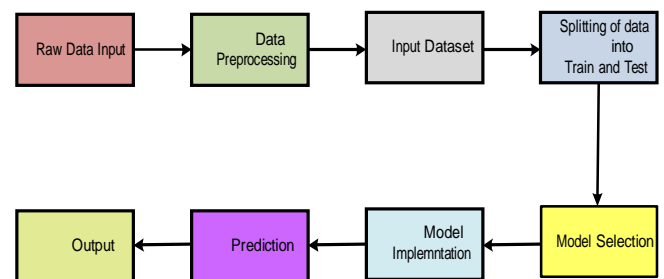 Raw Data Input
Data
Preprocessing
Input Dataset
Splitting of data
into
Train and Test
Model Selection
Model
Implemntation
Prediction
Output